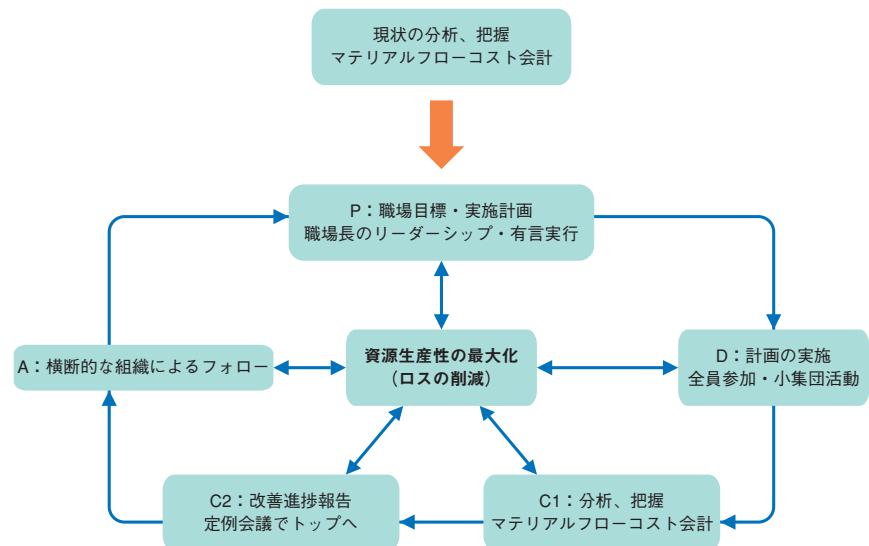 現状の分析、把握
マテリアルフローコスト会計
P：職場目標・実施計画
職場長のリーダーシップ・有言実行
A：横断的な組織によるフォロー
資源生産性の最大化
（ロスの削減）
D：計画の実施
全員参加・小集団活動
C2：改善進捗報告
定例会議でトップへ
C1：分析、把握
マテリアルフローコスト会計